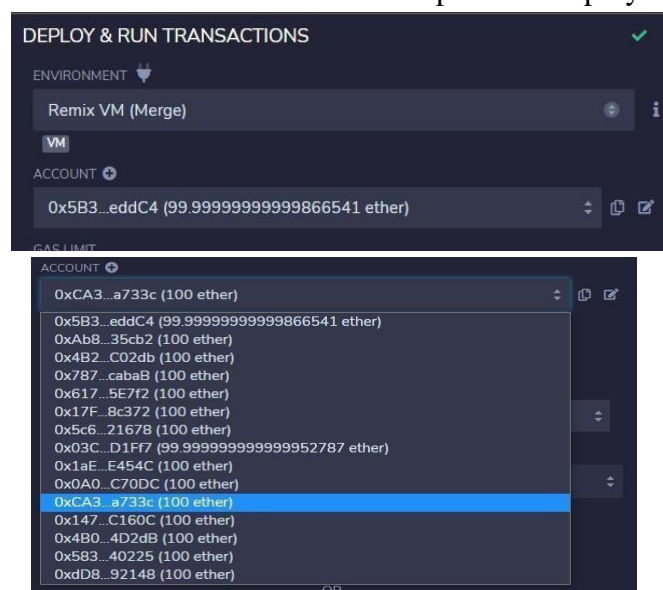 DEPLOY & RUN TRANSACTIONS
ENVIRONMENT
Remix VM (Merge)
VM
ACCOUNT
0x5B3...eddC4 (99.99999999999866541 ether)
GAS LIMIT
ACCOUNT
0xCA3...a733c (100 ether)
0x5B3...eddC4 (99.99999999999866541 ether)
0xAb8...35cb2 (100 ether)
0x4B2...C02db (100 ether)
0x787...cabaB (100 ether)
0x617...5E7f2 (100 ether)
0x17F...8c372 (100 ether)
0x5c6...21678 (100 ether)
0x03C...D1Ff7 (99.999999999999952787 ether)
0x1aE...E454C (100 ether)
0x0A0...C70DC (100 ether)
0xCA3...a733c (100 ether)
0x147...C160C (100 ether)
0x4B0...4D2dB (100 ether)
0x583...40225 (100 ether)
0xdD8...92148 (100 ether)